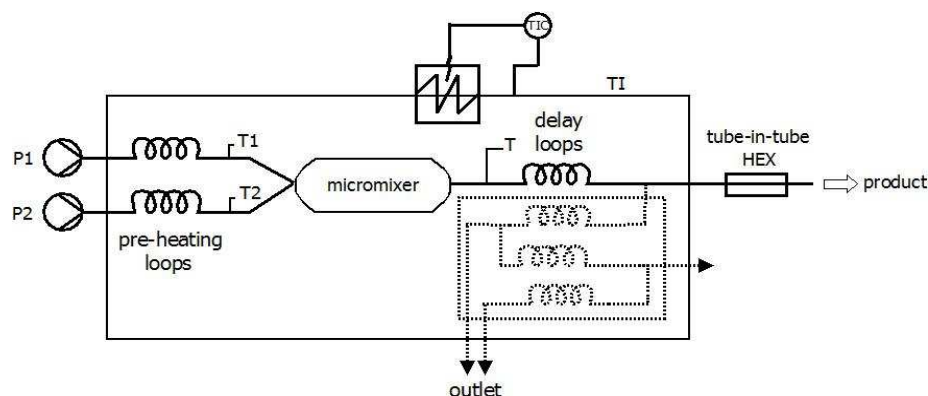 TIC
TI
P1
T1
T
delay
loops
tube-in-tube
HEX
micromixer
product
P2
T2
pre-heating
loops
outlet